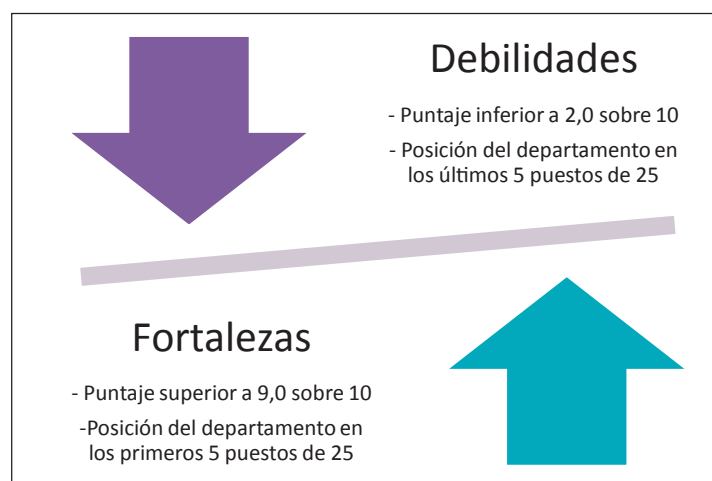 Debilidades
- Puntaje inferior a 2,0 sobre 10
- Posición del departamento en
los últimos 5 puestos de 25
Fortalezas
- Puntaje superior a 9,0 sobre 10
-Posición del departamento en
los primeros 5 puestos de 25